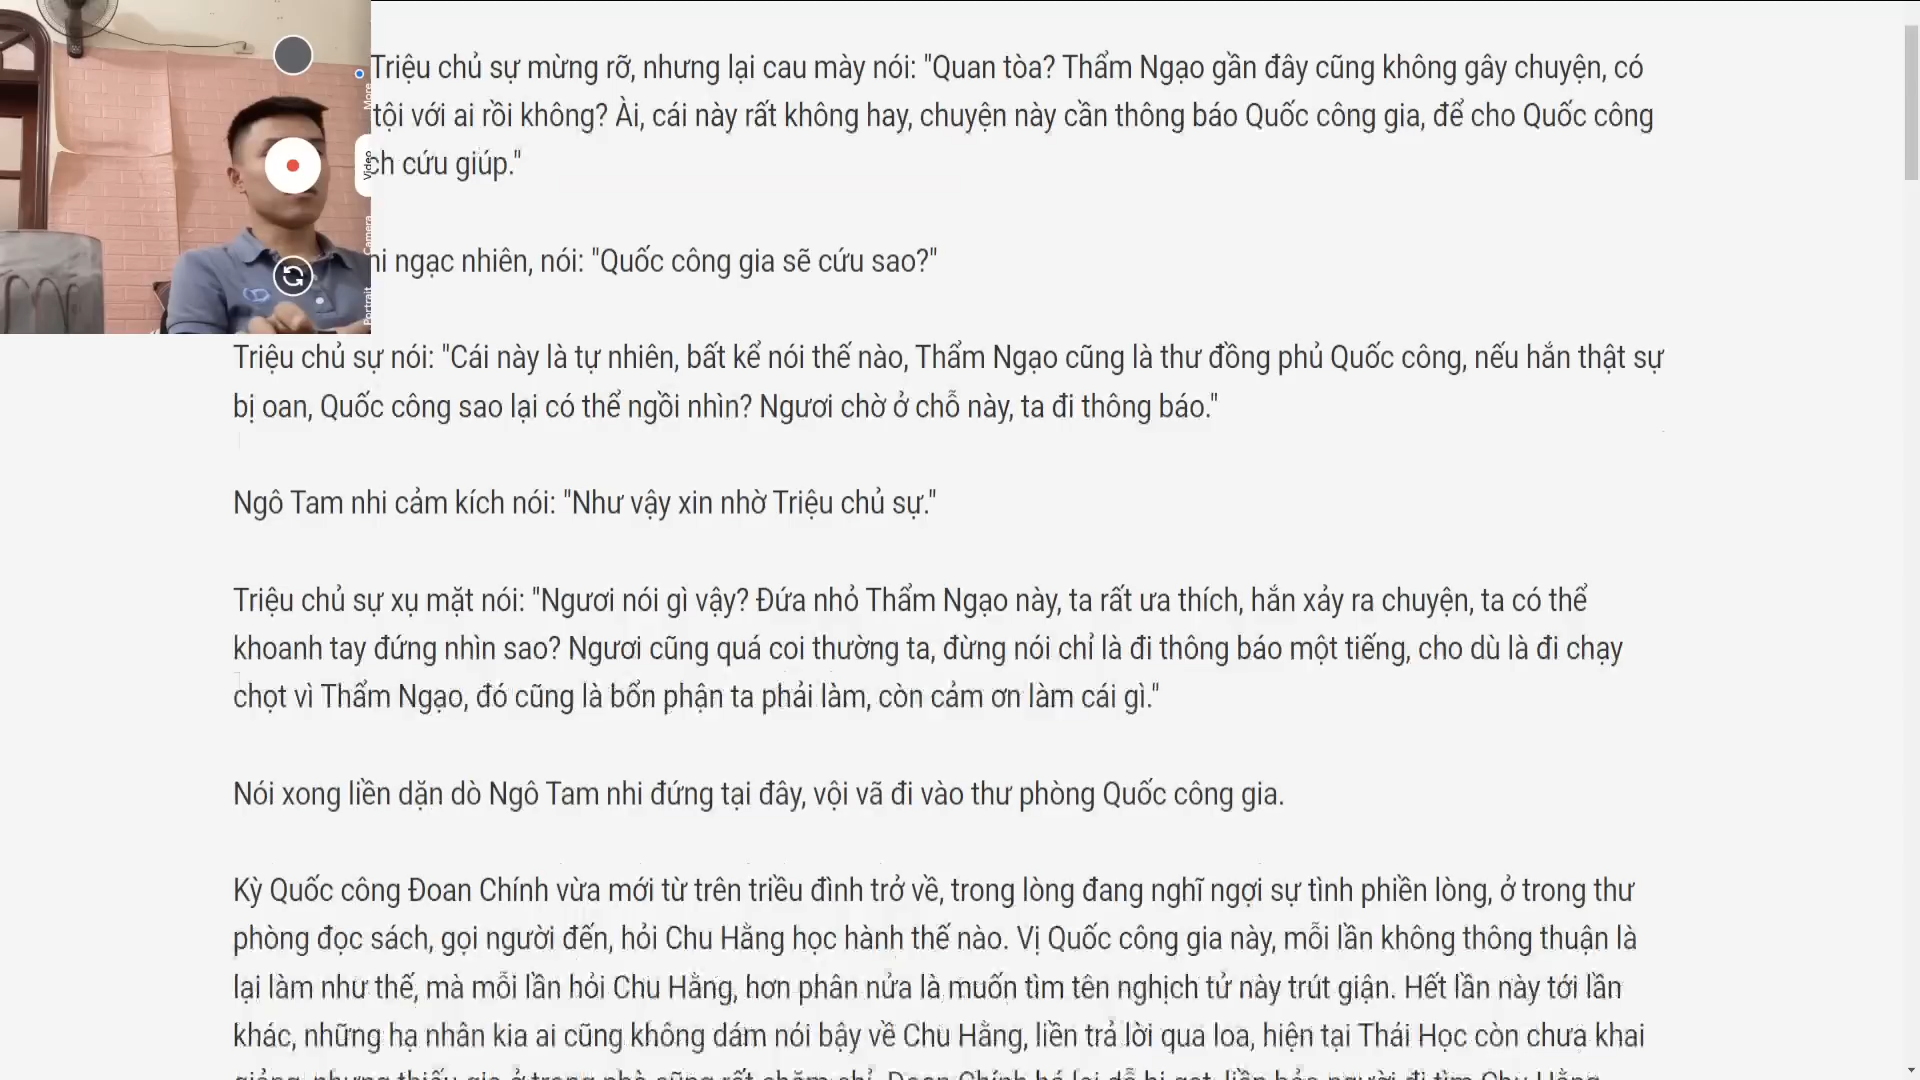 Triệu chủ sự mừng rỡ, nhưng lại cau mày nói: "Quan tòa? Thẩm Ngạo gần đây cũng không gây chuyện, có
tội với ai rồi không? Ài, cái này rất không hay, chuyện này cần thông báo Quốc công gia, để cho Quốc công
ch cứu giúp."
More
Video
Camera
Portrait
ngạc nhiên, nói: "Quốc công gia sẽ cứu sao?"
Triệu chủ sự nói: "Cái này là tự nhiên, bất kể nói thế nào, Thẩm Ngạo cũng là thư đồng phủ Quốc công, nếu hắn thật sự
bị oan, Quốc công sao lại có thể ngồi nhìn? Ngươi chờ ở chỗ này, ta đi thông báo."
Ngô Tam nhi cảm kích nói: "Như vậy xin nhờ Triệu chủ sự."
Triệu chủ sự xụ mặt nói: "Ngươi nói gì vậy? Đứa nhỏ Thẩm Ngạo này, ta rất ưa thích, hắn xảy ra chuyện, ta có thể
khoanh tay đứng nhìn sao? Ngươi cũng quá coi thường ta, đừng nói chỉ là đi thông báo một tiếng, cho dù là đi chạy
chọt vì Thẩm Ngạo, đó cũng là bổn phận ta phải làm, còn cảm ơn làm cái gì."
Nói xong liền dặn dò Ngô Tam nhi đứng tại đây, vội vã đi vào thư phòng Quốc công gia.
Kỳ Quốc công Đoan Chính vừa mới từ trên triều đình trở về, trong lòng đang nghĩ ngợi sự tình phiền lòng, ở trong thư
phòng đọc sách, gọi người đến, hỏi Chu Hằng học hành thế nào. Vị Quốc công gia này, mỗi lần không thông thuận là
lại làm như thế, mà mỗi lần hỏi Chu Hằng, hơn phân nửa là muốn tìm tên nghịch tử này trút giận. Hết lần này tới lần
khác, những hạ nhân kia ai cũng không dám nói bậy về Chu Hằng, liền trả lời qua loa, hiện tại Thái Học còn chưa khai